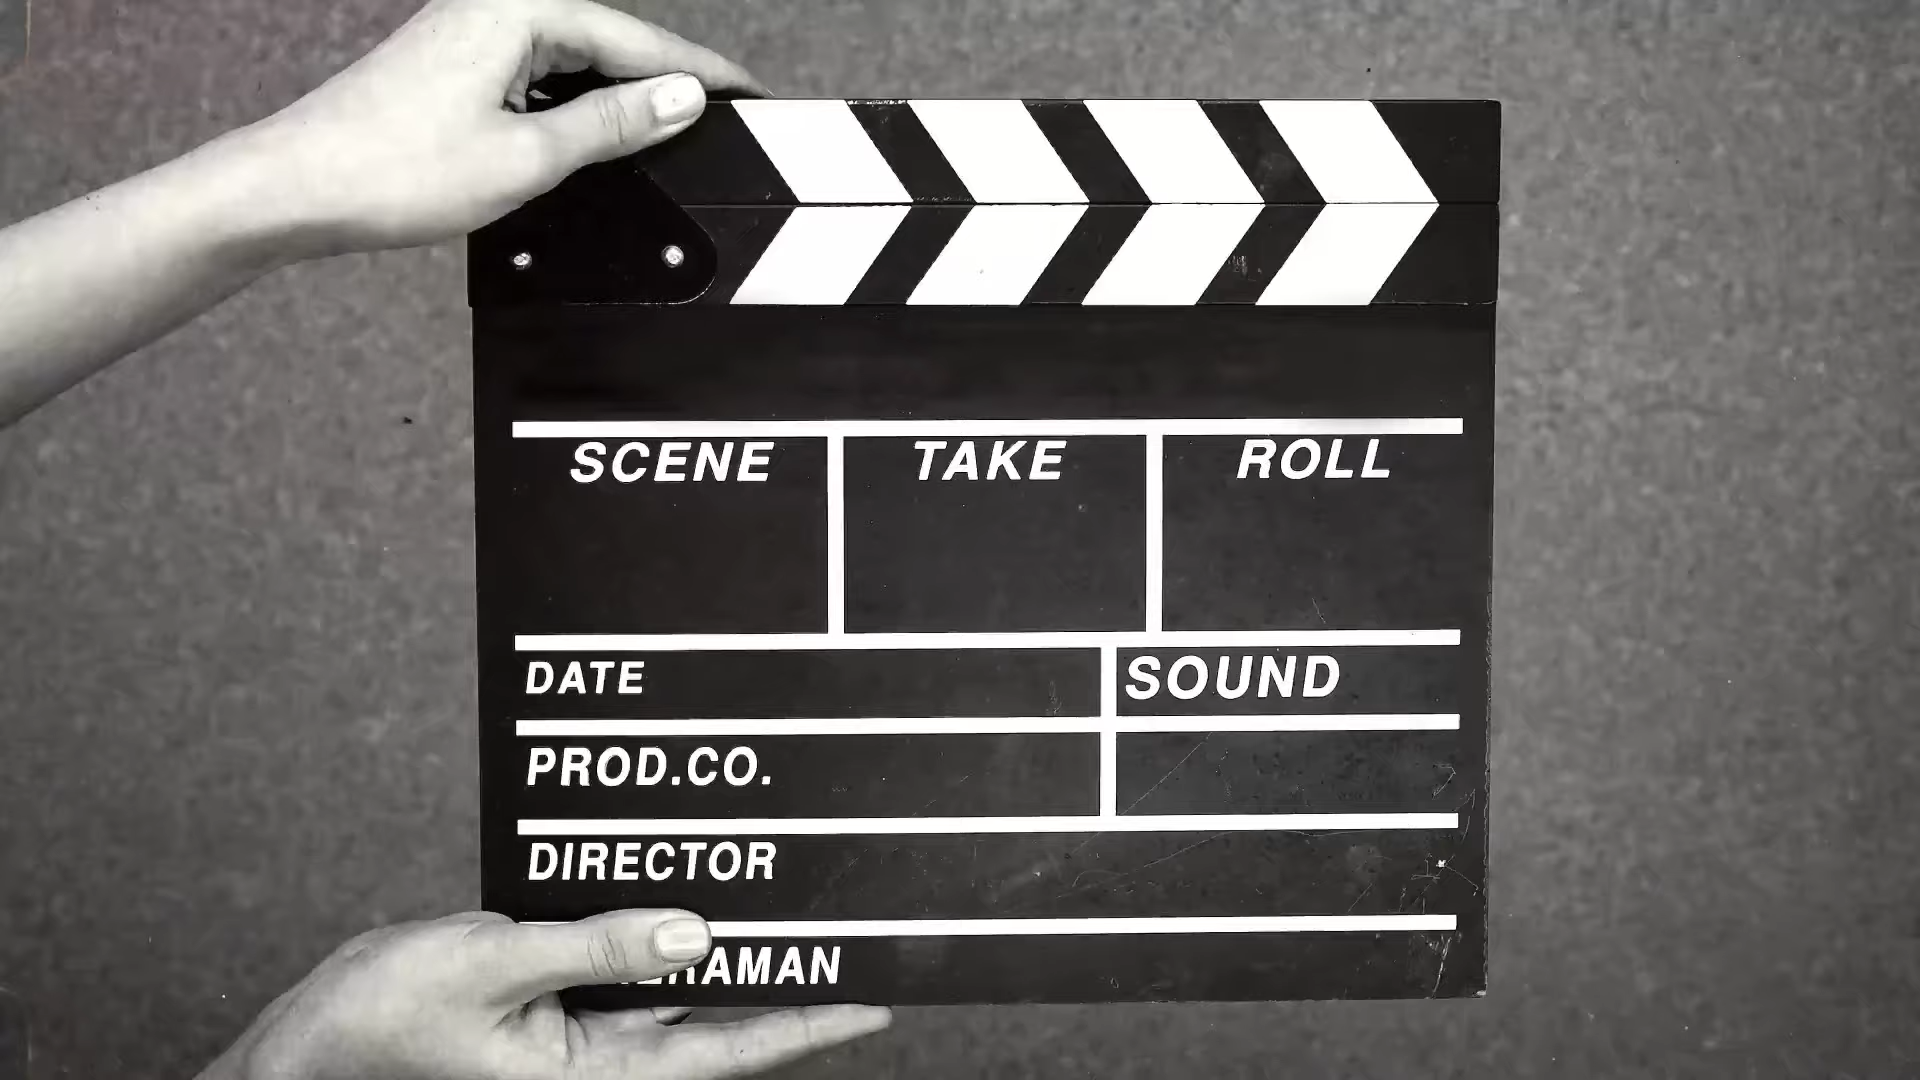 SCENE TAKE ROLL
DATE SOUND
PROD.CO.
DIRECTOR